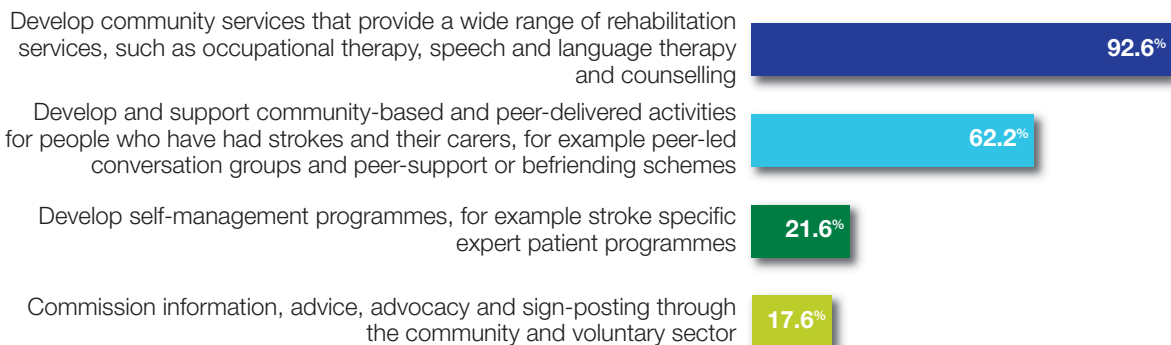 Develop community services that provide a wide range of rehabilitation
services, such as occupational therapy, speech and language therapy
and counselling
92.6%
Develop and support community-based and peer-delivered activities
for people who have had strokes and their carers, for example peer-led
conversation groups and peer-support or befriending schemes
62.2%
Develop self-management programmes, for example stroke specific
expert patient programmes
21.6%
Commission information, advice, advocacy and sign-posting through
the community and voluntary sector
17.6%